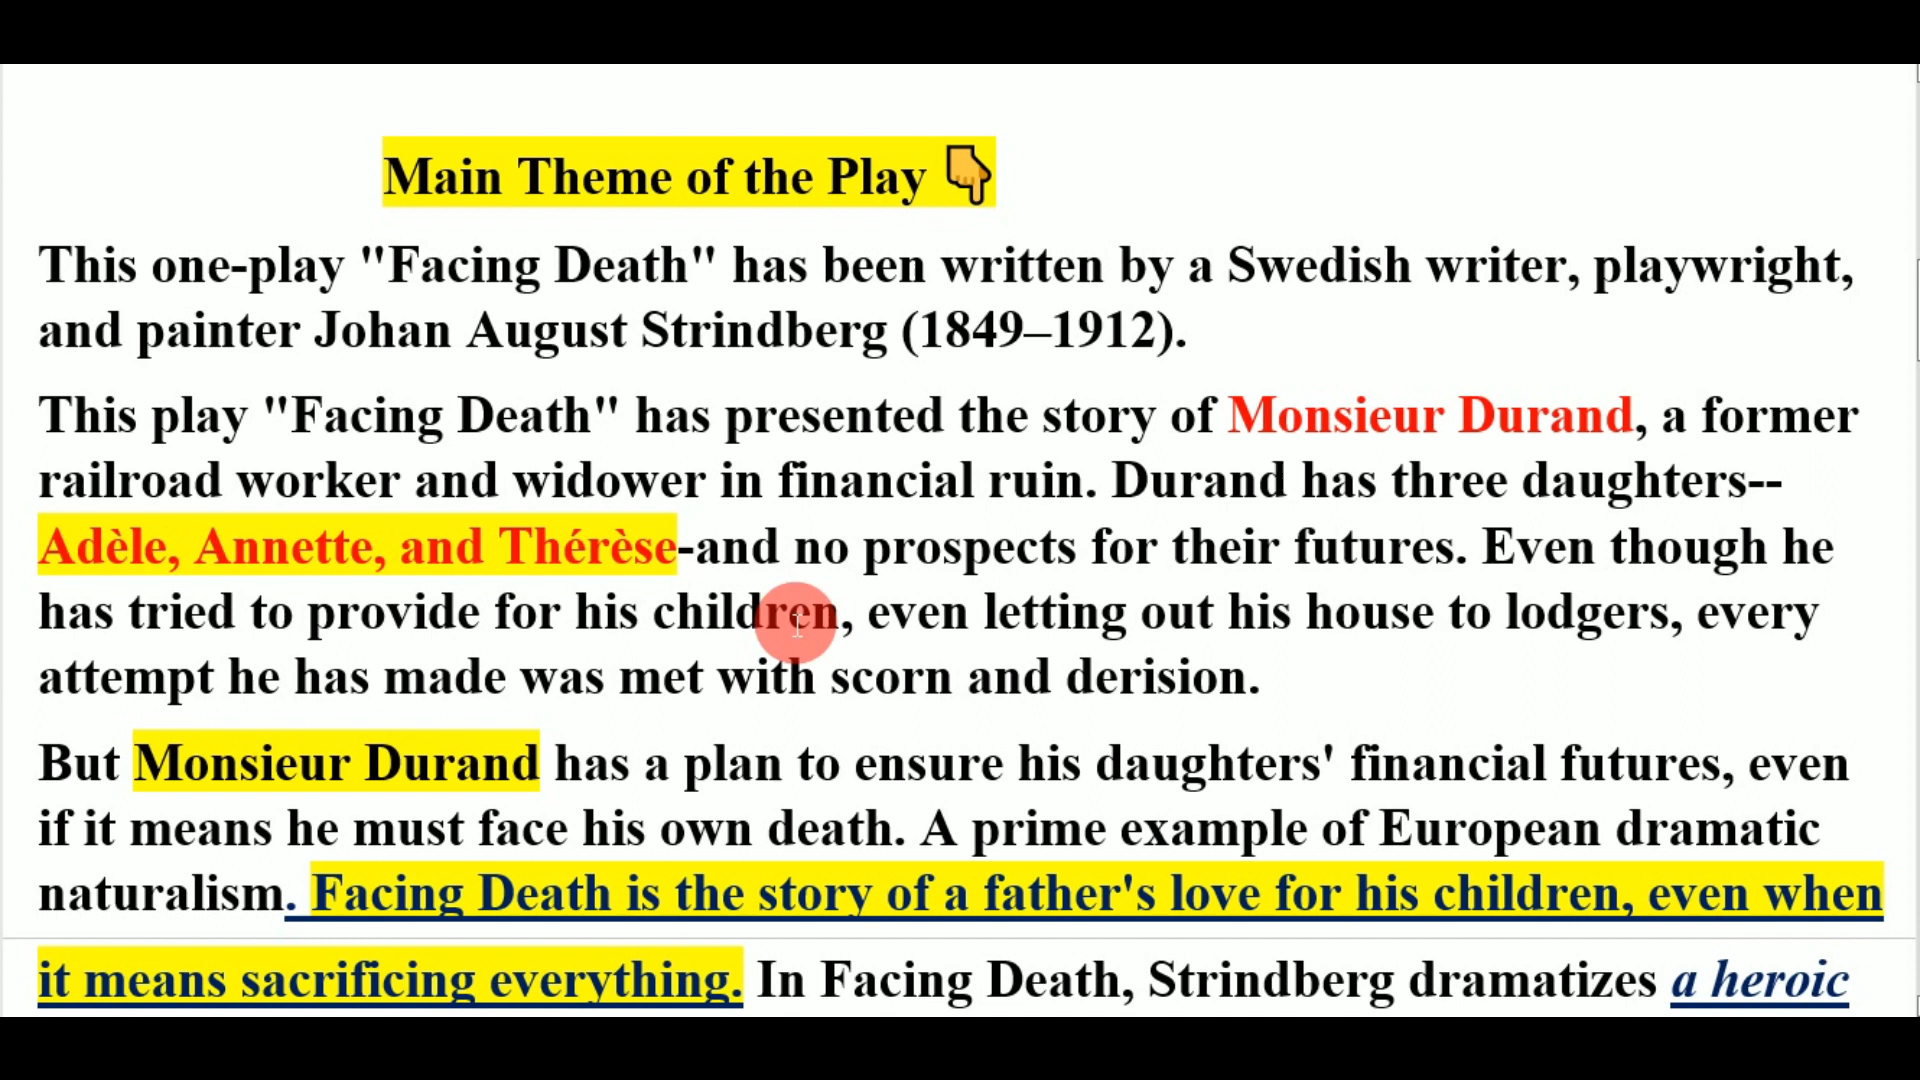 Main Theme of the Play 👇
This one-play "Facing Death" has been written by a Swedish writer, playwright,
and painter Johan August Strindberg (1849–1912).
This play "Facing Death" has presented the story of Monsieur Durand, a former
railroad worker and widower in financial ruin. Durand has three daughters--
Adèle, Annette, and Thérèse-and no prospects for their futures. Even though he
has tried to provide for his children, even letting out his house to lodgers, every
attempt he has made was met with scorn and derision.
But Monsieur Durand has a plan to ensure his daughters' financial futures, even
if it means he must face his own death. A prime example of European dramatic
naturalism. Facing Death is the story of a father's love for his children, even when
it means sacrificing everything. In Facing Death, Strindberg dramatizes a heroic